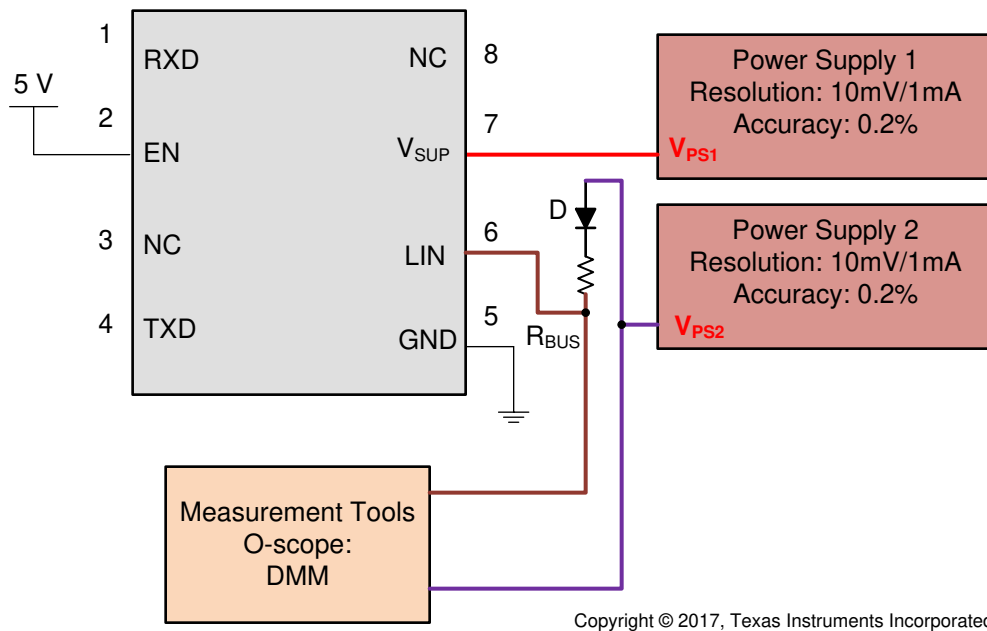 1
RXD
NC
8
5 V
2
EN
7
VSUP
3
NC
6
LIN
4
TXD
5
GND
D
RBUS
Power Supply 1
Resolution: 10mV/1mA
Accuracy: 0.2%
VPS1
Power Supply 2
Resolution: 10mV/1mA
Accuracy: 0.2%
VPS2
Measurement Tools
O-scope:
DMM
Copyright © 2017, Texas Instruments Incorporated